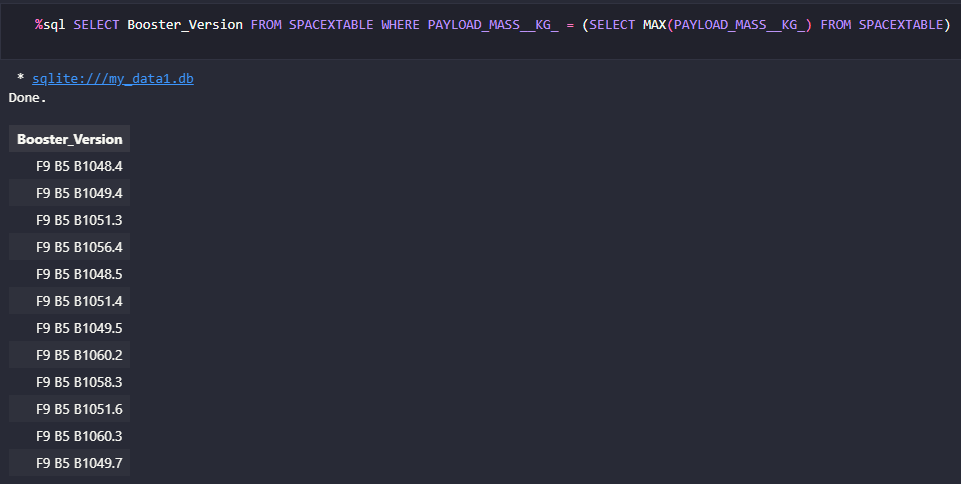 %sql SELECT Booster_Version FROM SPACEXTABLE WHERE PAYLOAD_MASS__KG_ = (SELECT MAX(PAYLOAD_MASS__KG_) FROM SPACEXTABLE)
* sqlite:///my_data1.db
Done.
Booster_Version
F9 B5 B1048.4
F9 B5 B1049.4
F9 B5 B1051.3
F9 B5 B1056.4
F9 B5 B1048.5
F9 B5 B1051.4
F9 B5 B1049.5
F9 B5 B1060.2
F9 B5 B1058.3
F9 B5 B1051.6
F9 B5 B1060.3
F9 B5 B1049.7